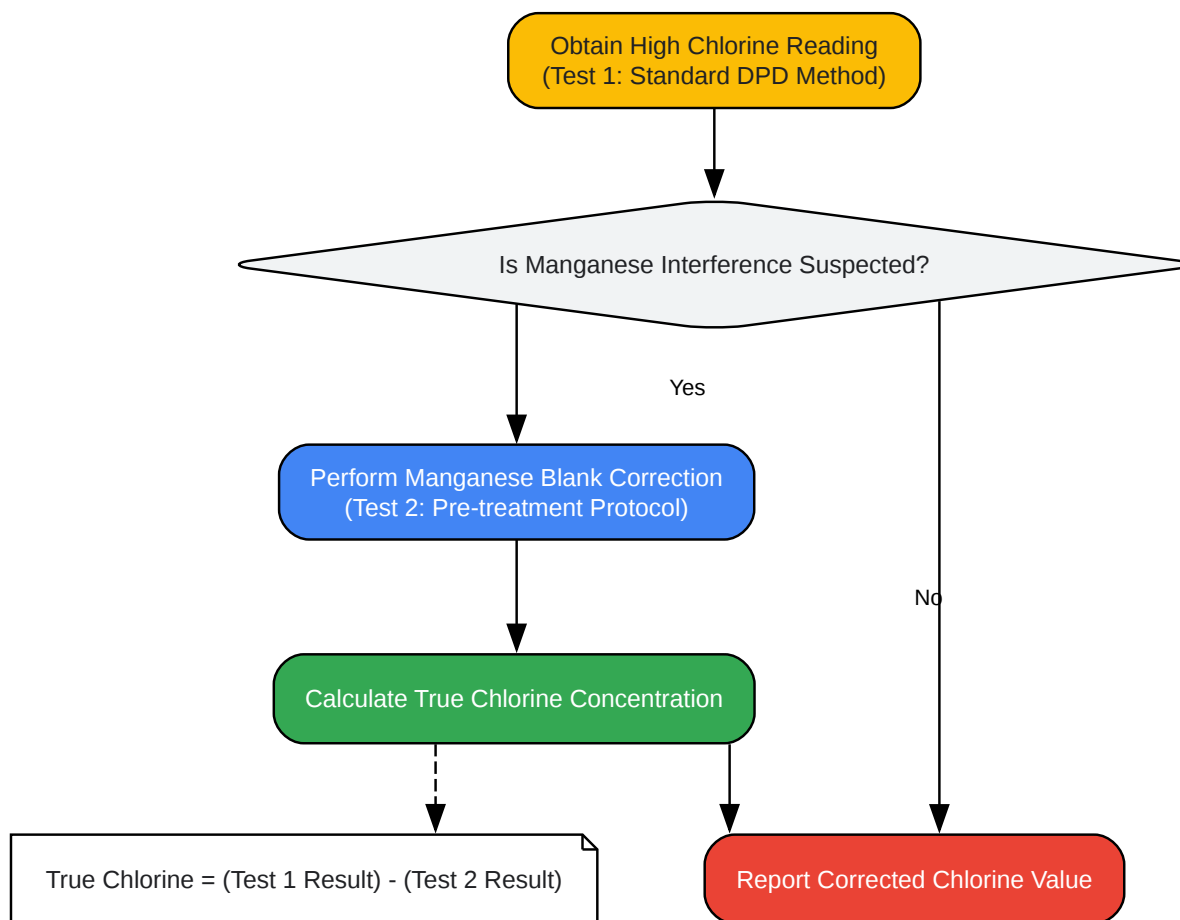 Obtain High Chlorine Reading
(Test 1: Standard DPD Method)
Is Manganese Interference Suspected?
Yes
Perform Manganese Blank Correction
(Test 2: Pre-treatment Protocol)
No
Calculate True Chlorine Concentration
True Chlorine = (Test 1 Result) - (Test 2 Result)
Report Corrected Chlorine Value